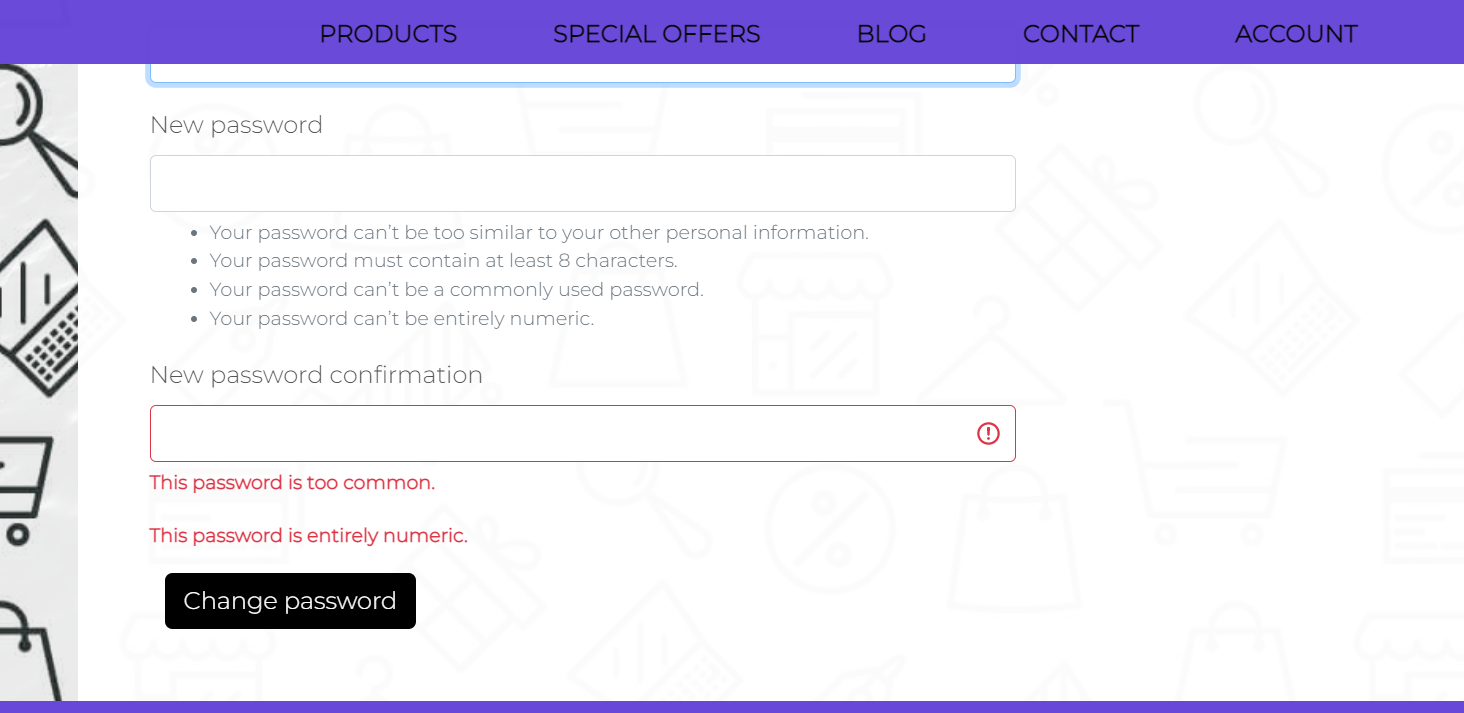 PRODUCTS SPECIAL OFFERS BLOG CONTACT ACCOUNT
New password
• Your password can’t be too similar to your other personal information.
• Your password must contain at least 8 characters.
• Your password can’t be a commonly used password.
• Your password can’t be entirely numeric.
New password confirmation
This password is too common.
This password is entirely numeric.
Change password